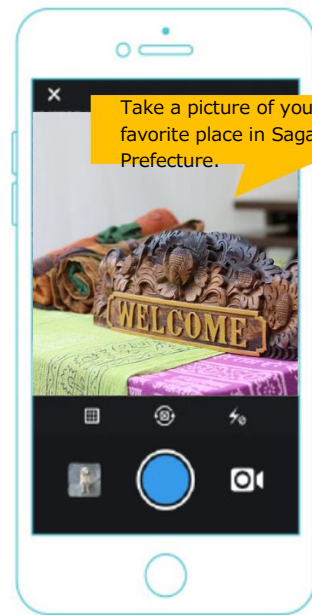 Take a picture of you
favorite place in Saga
Prefecture.
WELCOME